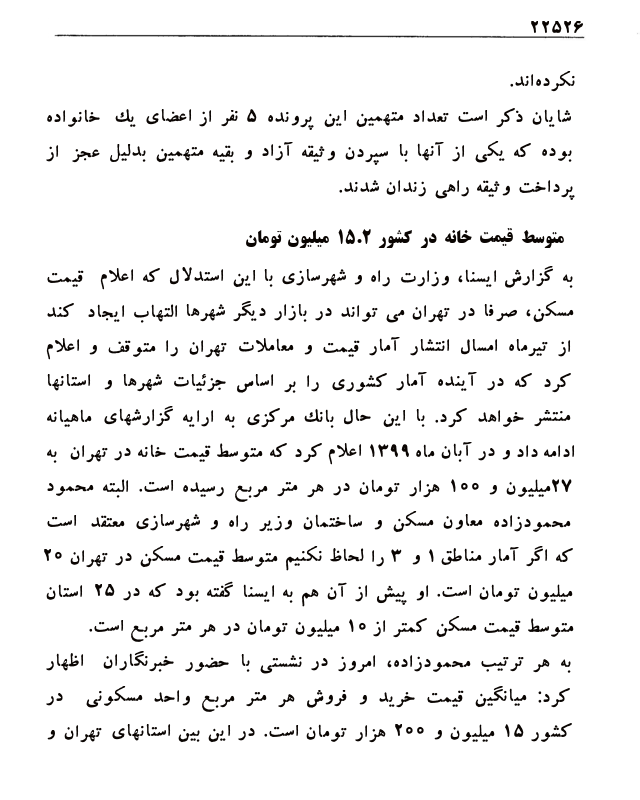 ۲۲۵۲۶
نکرده‌اند.
شایان ذکر است تعداد متهمین این پرونده ۵ نفر از اعضای یك خانواده
بوده که یکی از آنها با سپردن وثیقه آزاد و بقیه متهمین بدلیل عجز از
پرداخت وثیقه راهی زندان شدند.
متوسط قیمت خانه در کشور ۱۵.۲ میلیون تومان
به گزارش ایسنا، وزارت راه و شهرسازی با این استدلال که اعلام قیمت
مسکن، صرفا در تهران می تواند در بازار دیگر شهرها التهاب ایجاد کند
از تیرماه امسال انتشار آمار قیمت و معاملات تهران را متوقف و اعلام
کرد که در آینده آمار کشوری را بر اساس جزئیات شهرها و استانها
منتشر خواهد کرد. با این حال بانك مرکزی به ارایه گزارشهای ماهیانه
ادامه داد و در آبان ماه ۱۳۹۹ اعلام کرد که متوسط قیمت خانه در تهران به
۲۷میلیون و ۱۰۰ هزار تومان در هر متر مربع رسیده است. البته محمود
محمودزاده معاون مسکن و ساختمان وزیر راه و شهرسازی معتقد است
که اگر آمار مناطق ۱ و ۳ را لحاظ نکنیم متوسط قیمت مسکن در تهران ۲۰
میلیون تومان است. او پیش از آن هم به ایسنا گفته بود که در ۲۵ استان
متوسط قیمت مسکن کمتر از ۱۰ میلیون تومان در هر متر مربع است.
به هر ترتیب محمودزاده، امروز در نشستی با حضور خبرنگاران اظهار
کرد: میانگین قیمت خرید و فروش هر متر مربع واحد مسکونی در
کشور ۱۵ میلیون و ۲۰۰ هزار تومان است. در این بین استانهای تهران و